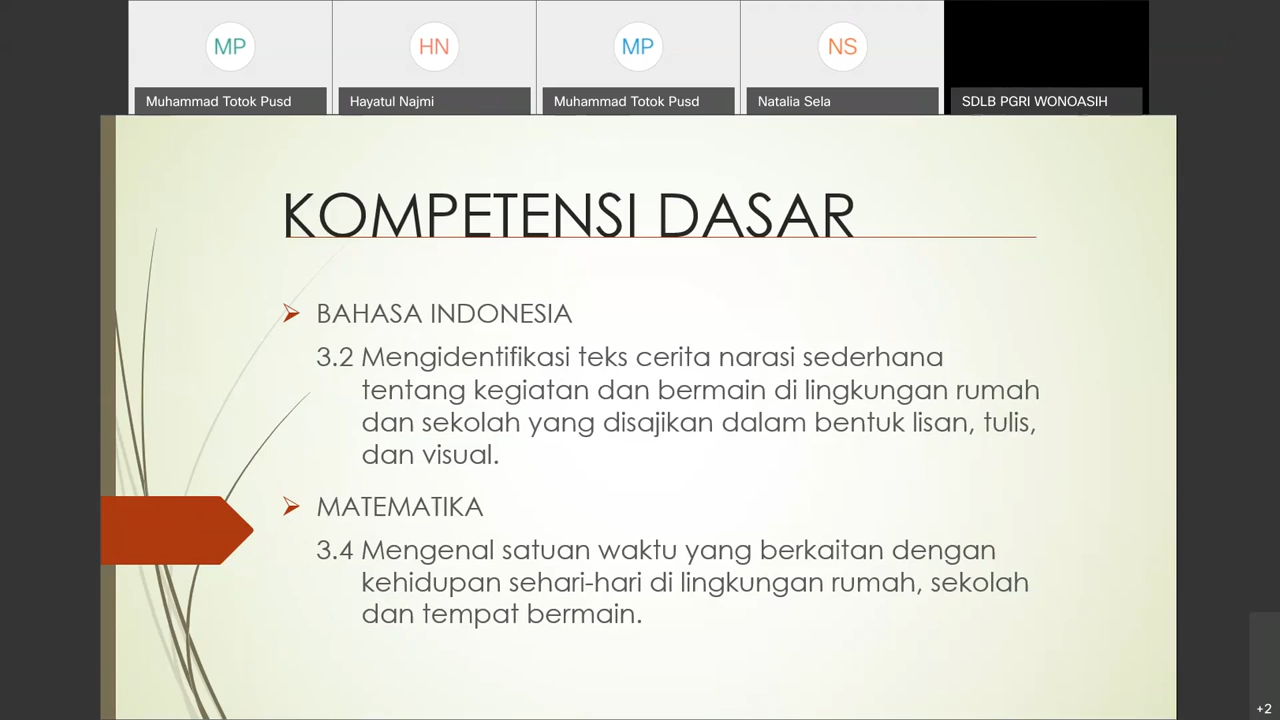 MP
HN
MP
NS
Muhammad Totok Pusd
Hayatul Najmi
Muhammad Totok Pusd
Natalia Sela
SDLB PGRI WONOASIH
KOMPETENSI DASAR
BAHASA INDONESIA
3.2 Mengidentifikasi teks cerita narasi sederhana
tentang kegiatan dan bermain di lingkungan rumah
dan sekolah yang disajikan dalam bentuk lisan, tulis,
dan visual.
MATEMATIKA
3.4 Mengenal satuan waktu yang berkaitan dengan
kehidupan sehari-hari di lingkungan rumah, sekolah
dan tempat bermain.
+2